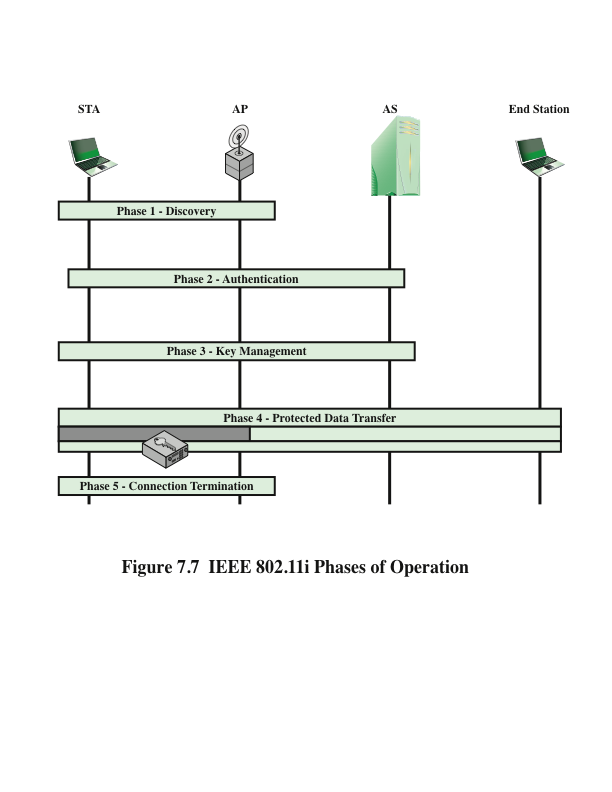 STA AP AS End Station
Phase 1 - Discovery
Phase 2 - Authentication
Phase 3 - Key Management
Phase 4 - Protected Data Transfer
Phase 5 - Connection Termination
Figure 7.7  IEEE 802.11i Phases of Operation